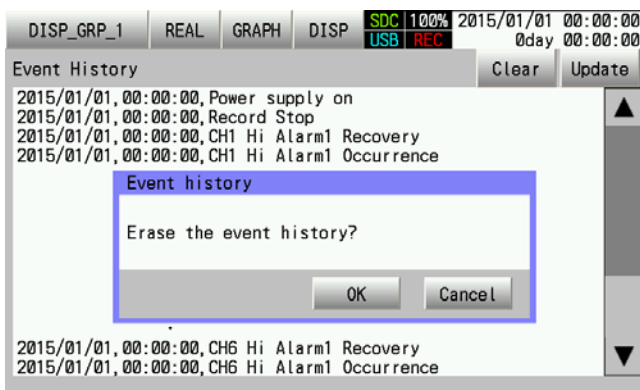 DISP_GRP_1 REAL GRAPH DISP SDC 100% 2015/01/01 00:00:00
USB REC 0day 00:00:00
Event History Clear Update
2015/01/01,00:00:00,Power supply on
2015/01/01,00:00:00,Record Stop
2015/01/01,00:00:00,CH1 Hi Alarm1 Recovery
2015/01/01,00:00:00,CH1 Hi Alarm1 Occurrence
Event history
Erase the event history?
OK Cancel
2015/01/01,00:00:00,CH6 Hi Alarm1 Recovery
2015/01/01,00:00:00,CH6 Hi Alarm1 Occurrence